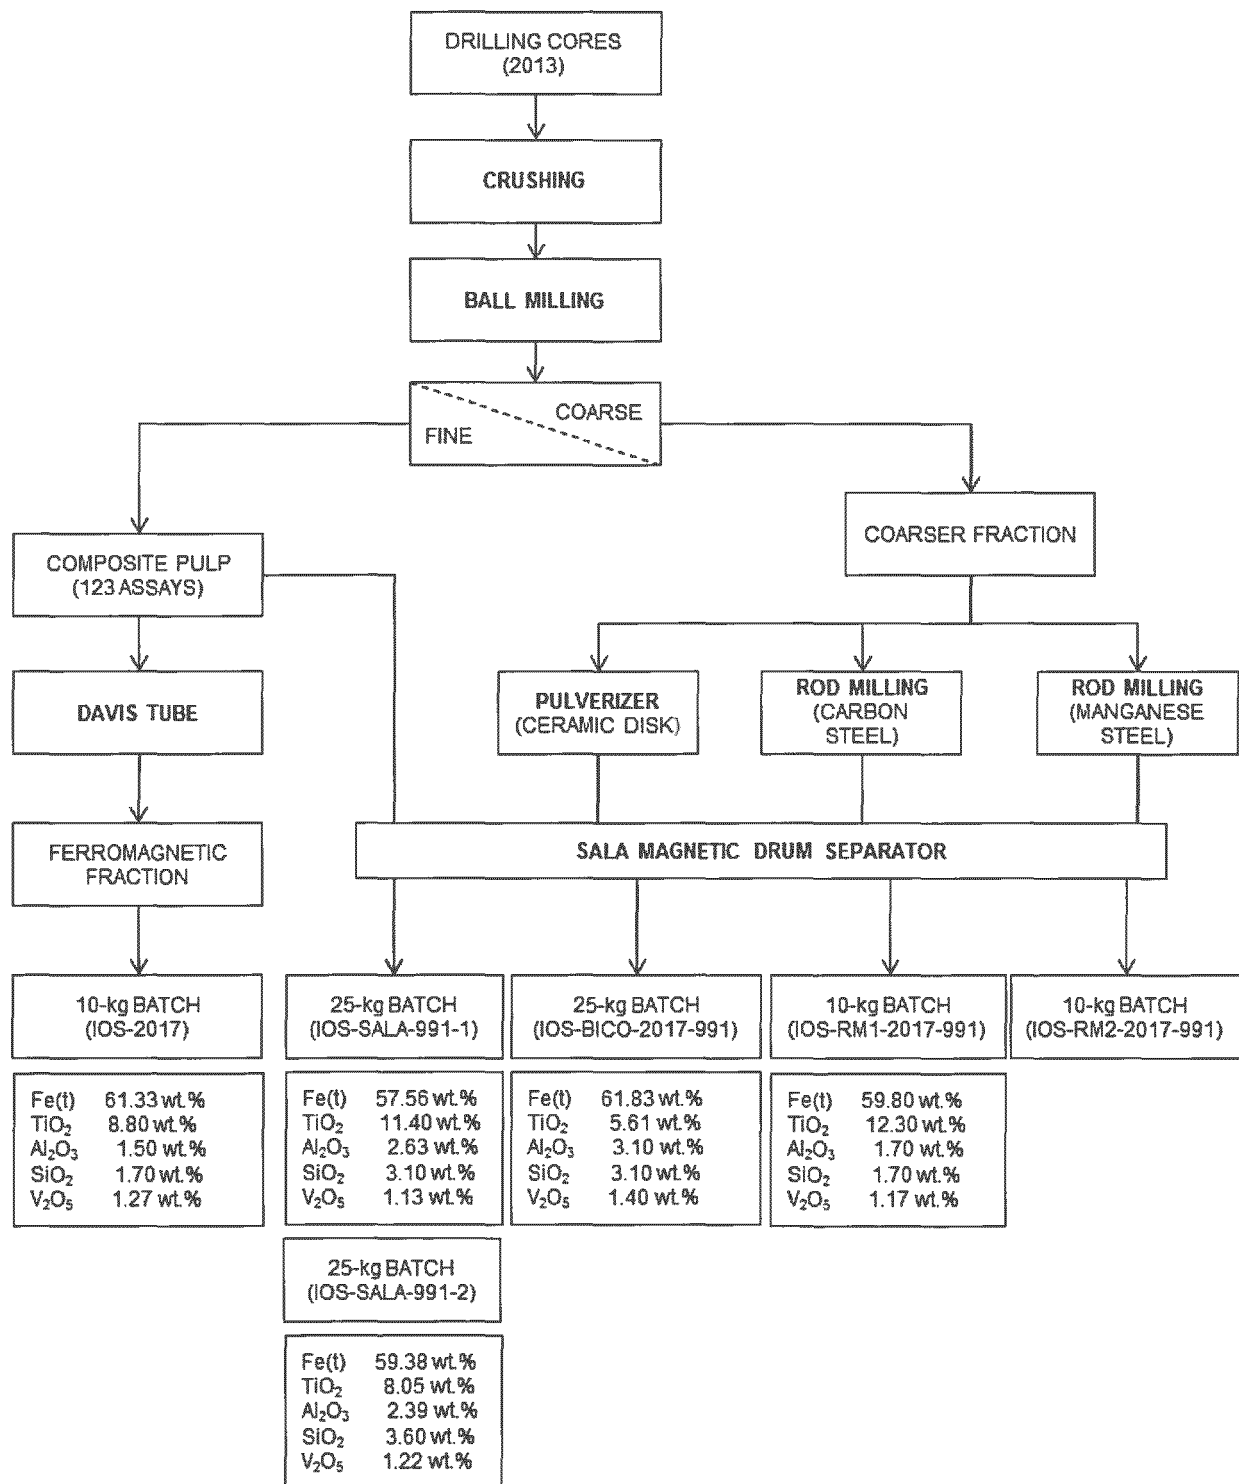 DRILLING CORES
(2013)
CRUSHING
BALL MILLING
COARSE
FINE
COARSER FRACTION
COMPOSITE PULP
(123 ASSAYS)
DAVIS TUBE
PULVERIZER
(CERAMIC DISK)
ROD MILLING
(CARBON
STEEL)
ROD MILLING
(MANGANESE
STEEL)
FERROMAGNETIC
FRACTION
SALA MAGNETIC DRUM SEPARATOR
10-kg BATCH
(IOS-2017)
25-kg BATCH
(IOS-SALA-991-1)
25-kg BATCH
(IOS-BICO-2017-991)
10-kg BATCH
(IOS-RM1-2017-991)
10-kg BATCH
(IOS-RM2-2017-991)
Fe(t) 61.33 wt.%
TiO₂ 8.80 wt.%
Al₂O₃ 1.50 wt.%
SiO₂ 1.70 wt.%
V₂O₅ 1.27 wt.%
Fe(t) 57.56 wt.%
TiO₂ 11.40 wt.%
Al₂O₃ 2.63 wt.%
SiO₂ 3.10 wt.%
V₂O₅ 1.13 wt.%
Fe(t) 61.83 wt.%
TiO₂ 5.61 wt.%
Al₂O₃ 3.10 wt.%
SiO₂ 3.10 wt.%
V₂O₅ 1.40 wt.%
Fe(t) 59.80 wt.%
TiO₂ 12.30 wt.%
Al₂O₃ 1.70 wt.%
SiO₂ 1.70 wt.%
V₂O₅ 1.17 wt.%
25-kg BATCH
(IOS-SALA-991-2)
Fe(t) 59.38 wt.%
TiO₂ 8.05 wt.%
Al₂O₃ 2.39 wt.%
SiO₂ 3.60 wt.%
V₂O₅ 1.22 wt.%